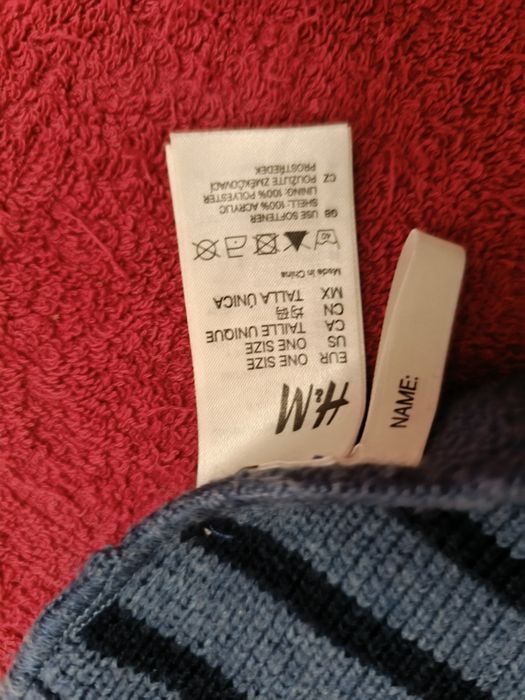 H&M
EUR ONE SIZE
US ONE SIZE
CA TAILLE UNIQUE
CN 均码
MX TALLA ÚNICA
Made in China
40
GB USE SOFTENER
SHELL: 100% ACRYLIC
LINING: 100% POLYESTER
CZ POUŽIJTE ZMĚKČOVACÍ
PROSTŘEDEK
NAME: